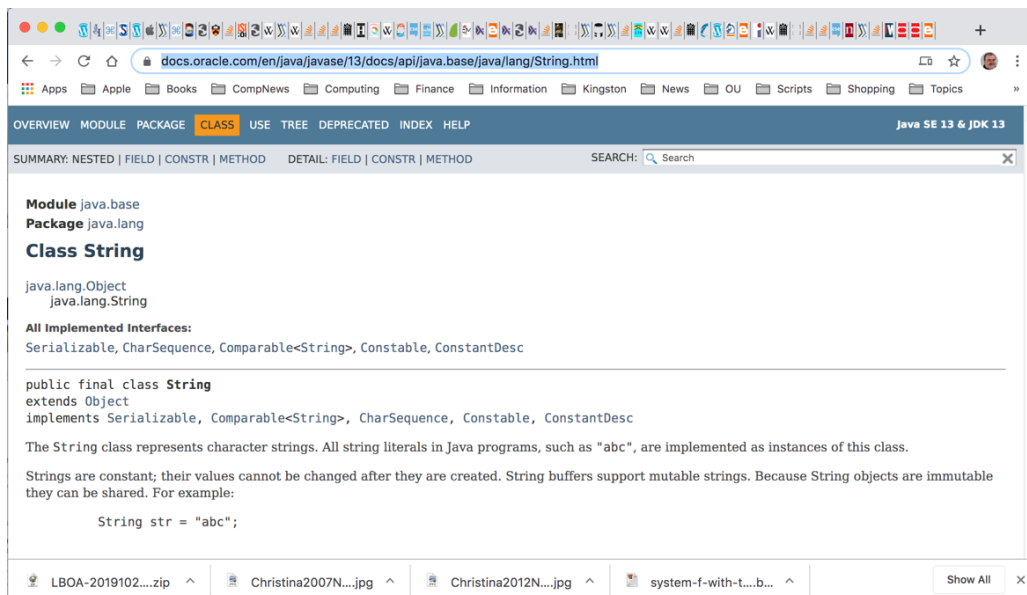 docs.oracle.com/en/java/javase/13/docs/api/java.base/java/lang/String.html
Apps Apple Books CompNews Computing Finance Information Kingston News OU Scripts Shopping Topics »
OVERVIEW MODULE PACKAGE CLASS USE TREE DEPRECATED INDEX HELP Java SE 13 & JDK 13
SUMMARY: NESTED | FIELD | CONSTR | METHOD DETAIL: FIELD | CONSTR | METHOD SEARCH: Search
Module java.base
Package java.lang
Class String
java.lang.Object
java.lang.String
All Implemented Interfaces:
Serializable, CharSequence, Comparable<String>, Constable, ConstantDesc
public final class String
extends Object
implements Serializable, Comparable<String>, CharSequence, Constable, ConstantDesc
The String class represents character strings. All string literals in Java programs, such as "abc", are implemented as instances of this class.
Strings are constant; their values cannot be changed after they are created. String buffers support mutable strings. Because String objects are immutable
they can be shared. For example:
String str = "abc";
LBOA-2019102....zip Christina2007N....jpg Christina2012N....jpg system-f-with-t....b... Show All